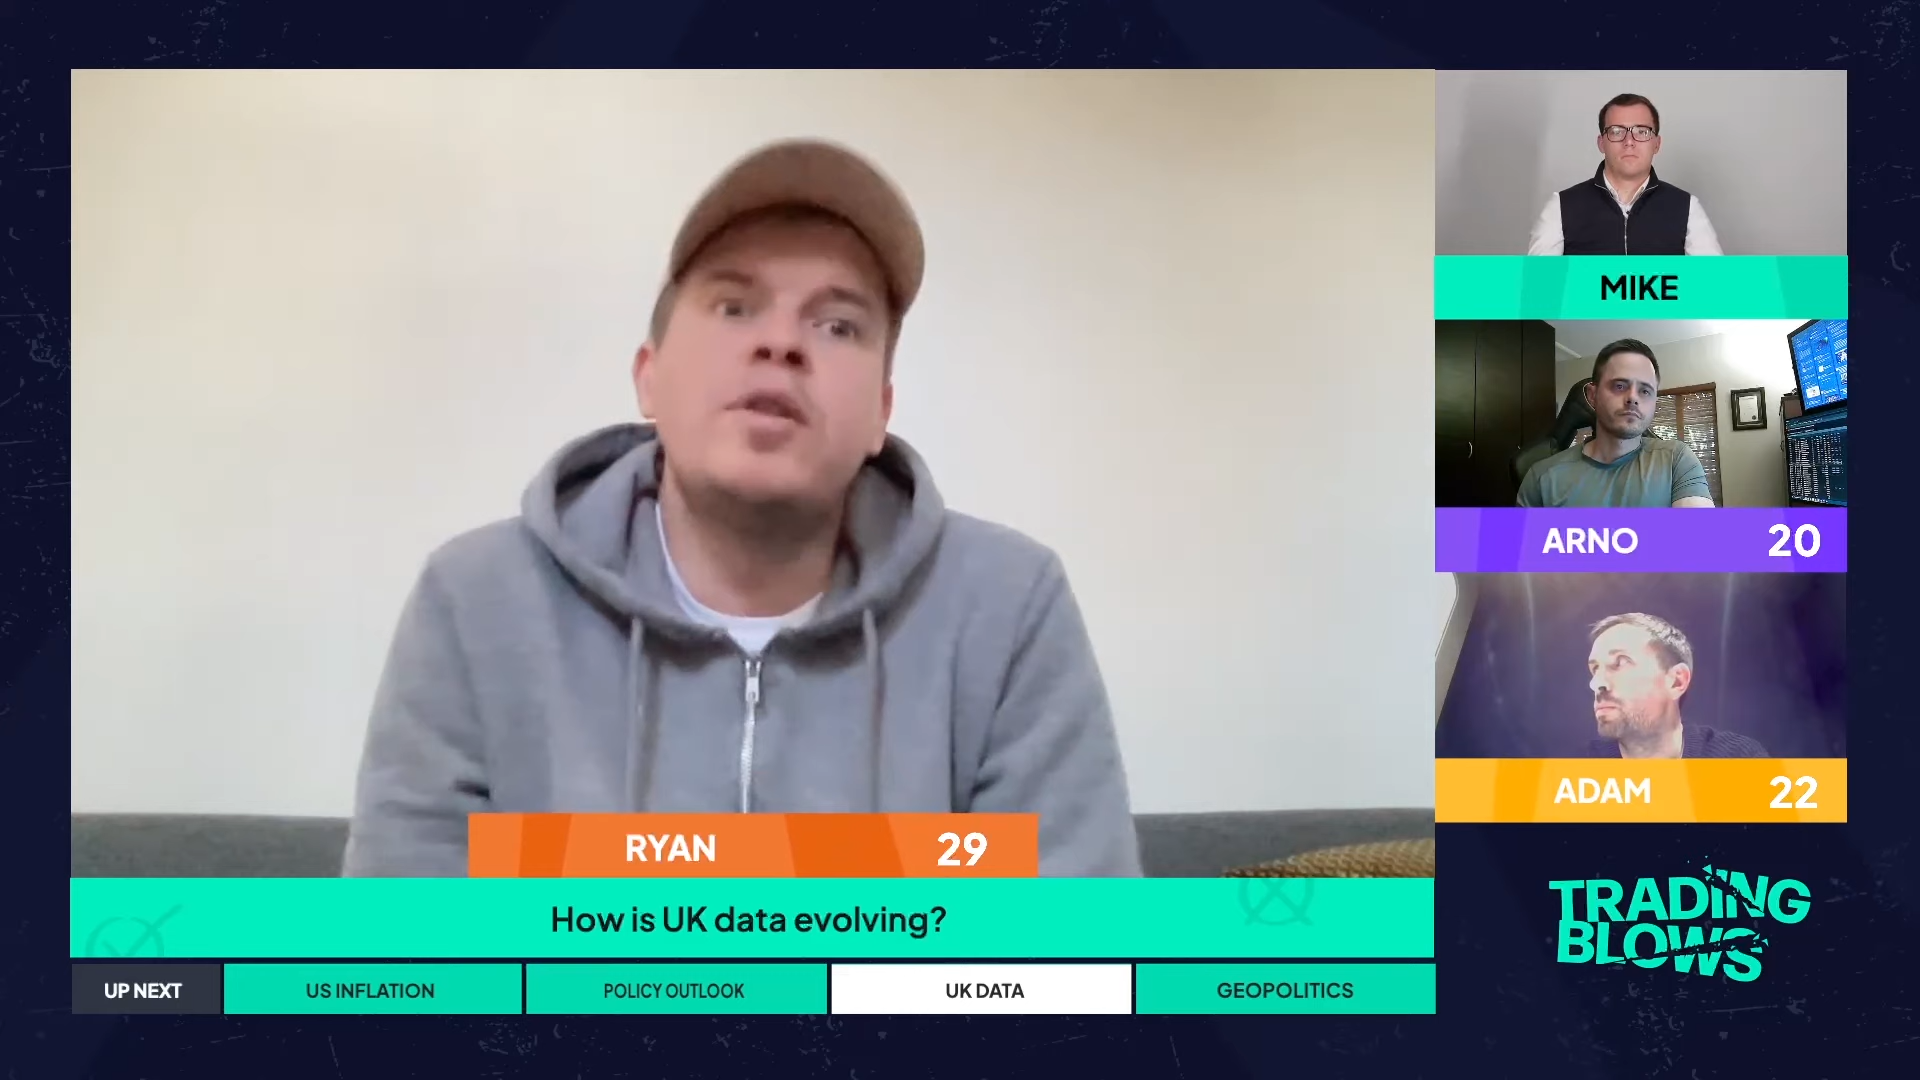 MIKE
ARNO 20
ADAM 22
RYAN 29
How is UK data evolving?
UP NEXT US INFLATION POLICY OUTLOOK UK DATA GEOPOLITICS
TRADING
BLOWS